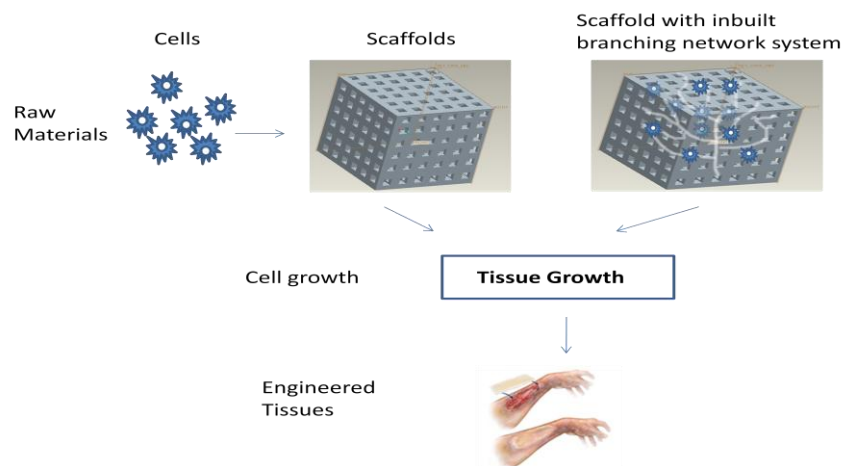 Cells
Scaffolds
Scaffold with inbuilt
branching network system
Raw
Materials
Cell growth
Tissue Growth
Engineered
Tissues